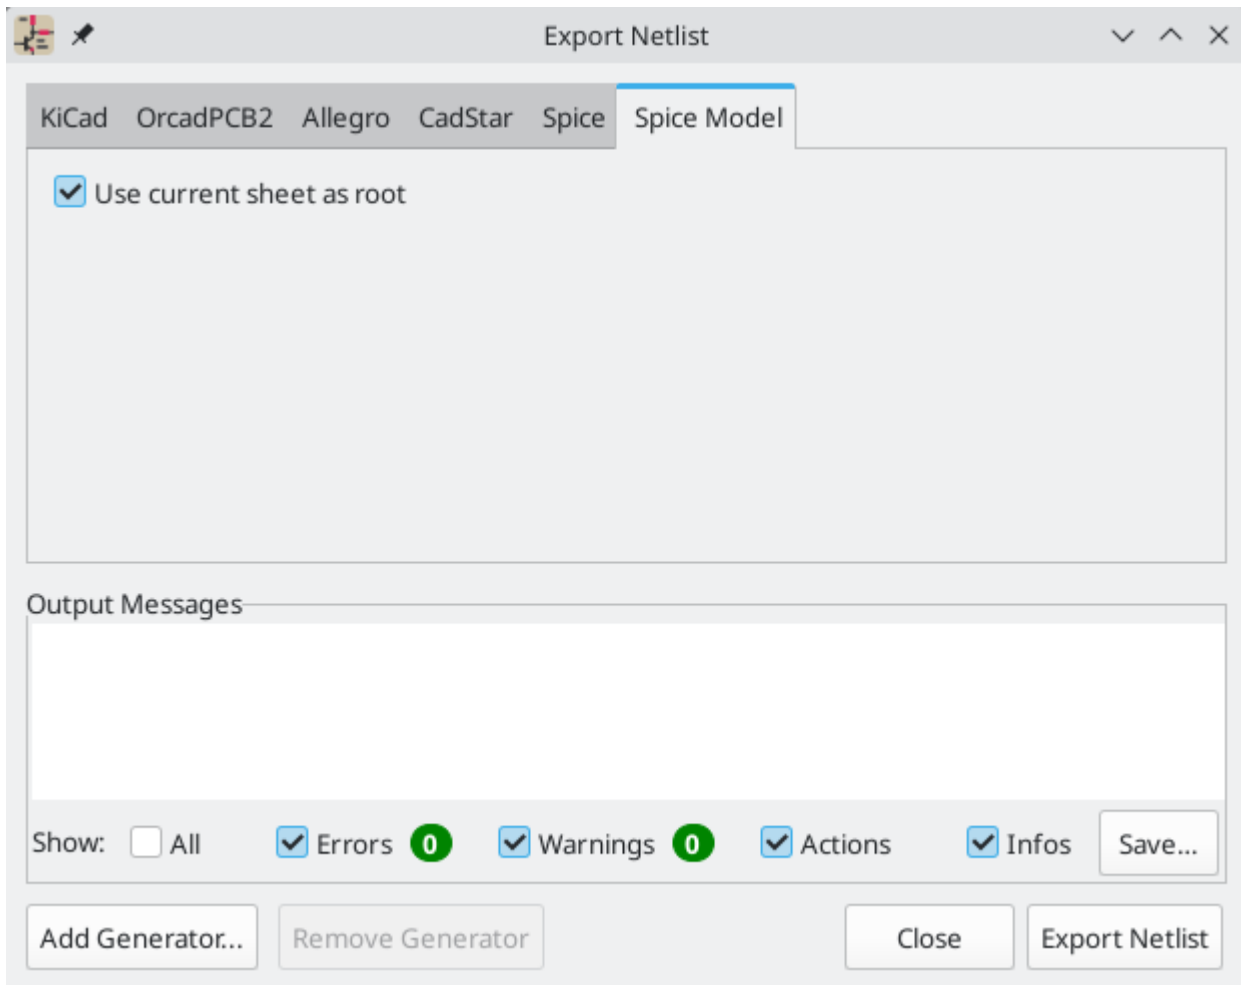 Export Netlist
KiCad OrcadPCB2 Allegro CadStar Spice Spice Model
Use current sheet as root
Output Messages
Show: All Errors 0 Warnings 0 Actions Infos Save...
Add Generator... Remove Generator Close Export Netlist